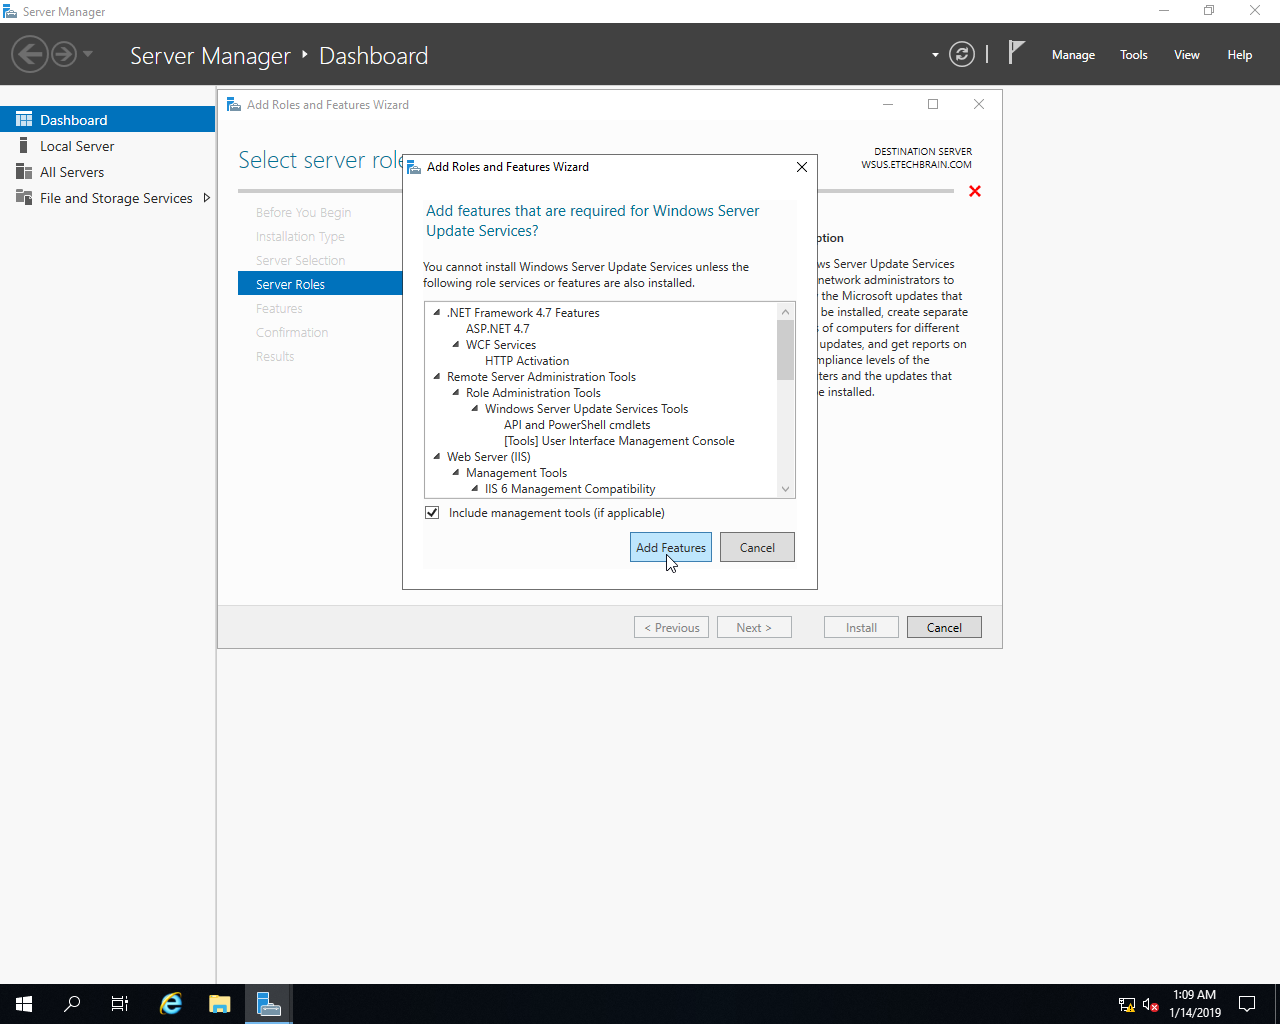 Server Manager
Server Manager
Dashboard
Manage
Tools
View
Help
Dashboard
Local Server
All Servers
File and Storage Services
Add Roles and Features Wizard
Select server role
DESTINATION SERVER
WSUS.ETECHBRAIN.COM
Before You Begin
Installation Type
Server Selection
Server Roles
Features
Confirmation
Results
Add Roles and Features Wizard
Add features that are required for Windows Server
Update Services?
You cannot install Windows Server Update Services unless the
following role services or features are also installed.
.NET Framework 4.7 Features
ASP.NET 4.7
WCF Services
HTTP Activation
Remote Server Administration Tools
Role Administration Tools
Windows Server Update Services Tools
API and PowerShell cmdlets
[Tools] User Interface Management Console
Web Server (IIS)
Management Tools
IIS 6 Management Compatibility
Include management tools (if applicable)
Add Features
Cancel
ption
ws Server Update Services
network administrators to
the Microsoft updates that
be installed, create separate
s of computers for different
updates, and get reports on
mpliance levels of the
ters and the updates that
e installed.
< Previous
Next >
Install
Cancel
1:09 AM
1/14/2019